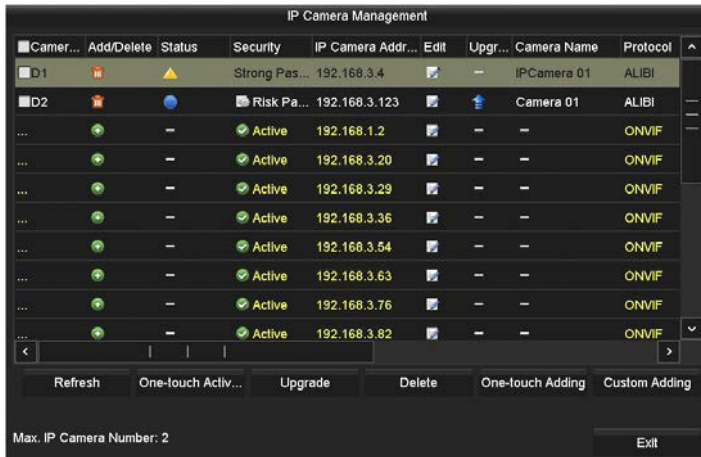 IP Camera Management
Camer... Add/Delete Status Security IP Camera Addr... Edit Upgr... Camera Name Protocol
D1 Strong Pas... 192.168.3.4 – IPCamera 01 ALIBI
D2 Risk Pa... 192.168.3.123 Camera 01 ALIBI
... – Active 192.168.1.2 – – ONVIF
... – Active 192.168.3.20 – – ONVIF
... – Active 192.168.3.29 – – ONVIF
... – Active 192.168.3.36 – – ONVIF
... – Active 192.168.3.54 – – ONVIF
... – Active 192.168.3.63 – – ONVIF
... – Active 192.168.3.76 – – ONVIF
... – Active 192.168.3.82 – – ONVIF
Refresh One-touch Activ... Upgrade Delete One-touch Adding Custom Adding
Max. IP Camera Number: 2
Exit